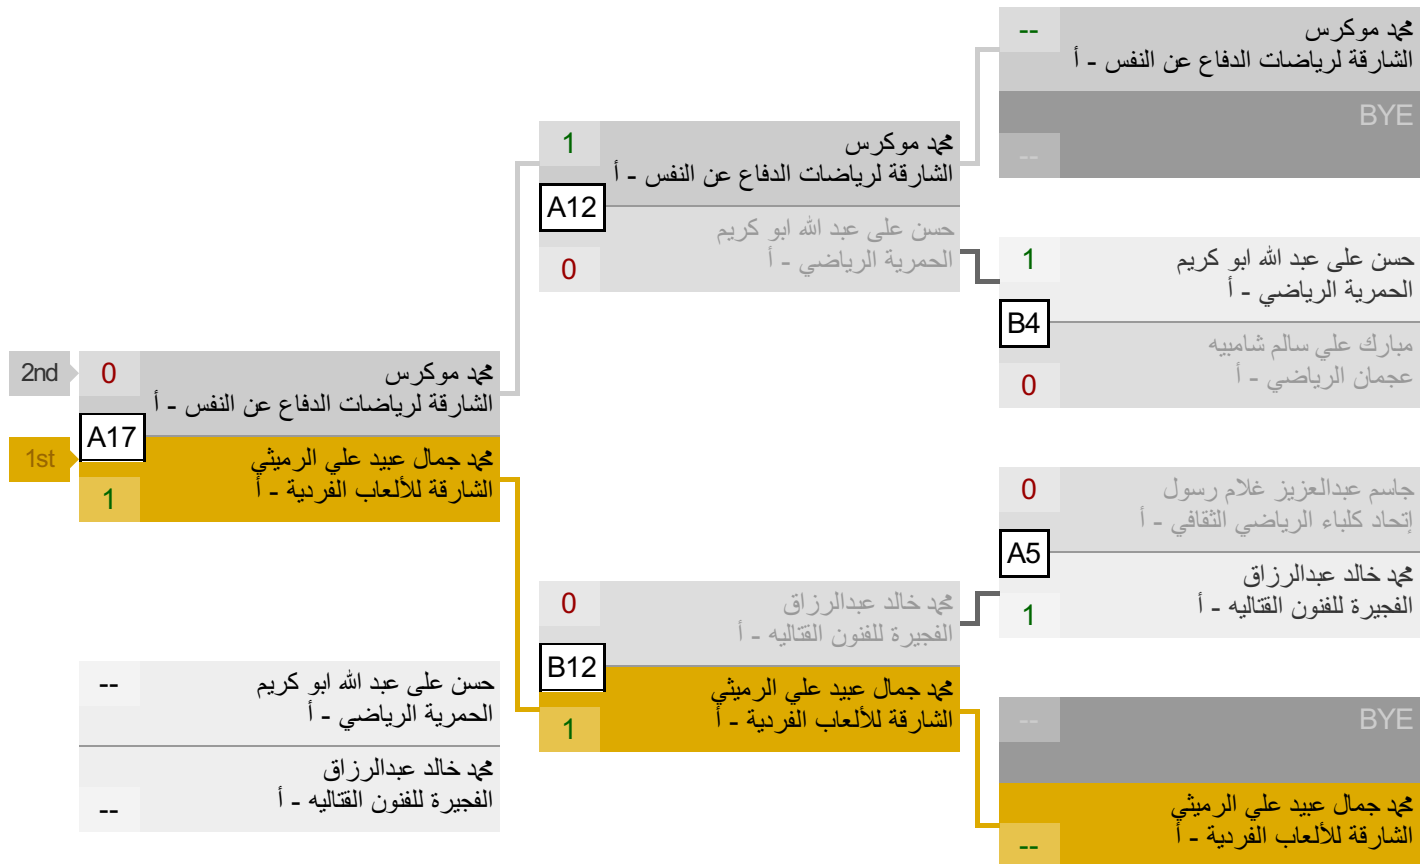 --
محمد موكرس
الشارقة لرياضات الدفاع عن النفس - أ
BYE
--
1
محمد موكرس
الشارقة لرياضات الدفاع عن النفس - أ
A12
حسن على عبد الله ابو كريم
الحمرية الرياضي - أ
0
1
حسن على عبد الله ابو كريم
الحمرية الرياضي - أ
B4
مبارك علي سالم شامبيه
عجمان الرياضي - أ
0
2nd
0
محمد موكرس
الشارقة لرياضات الدفاع عن النفس - أ
A17
1st
محمد جمال عبيد علي الرميثي
الشارقة للألعاب الفردية - أ
1
0
جاسم عبدالعزيز غلام رسول
إتحاد كلباء الرياضي الثقافي - أ
A5
محمد خالد عبدالرزاق
الفجيرة للفنون القتاليه - أ
1
0
محمد خالد عبدالرزاق
الفجيرة للفنون القتاليه - أ
B12
محمد جمال عبيد علي الرميثي
الشارقة للألعاب الفردية - أ
1
--
حسن على عبد الله ابو كريم
الحمرية الرياضي - أ
محمد خالد عبدالرزاق
الفجيرة للفنون القتاليه - أ
--
--
BYE
محمد جمال عبيد علي الرميثي
الشارقة للألعاب الفردية - أ
--